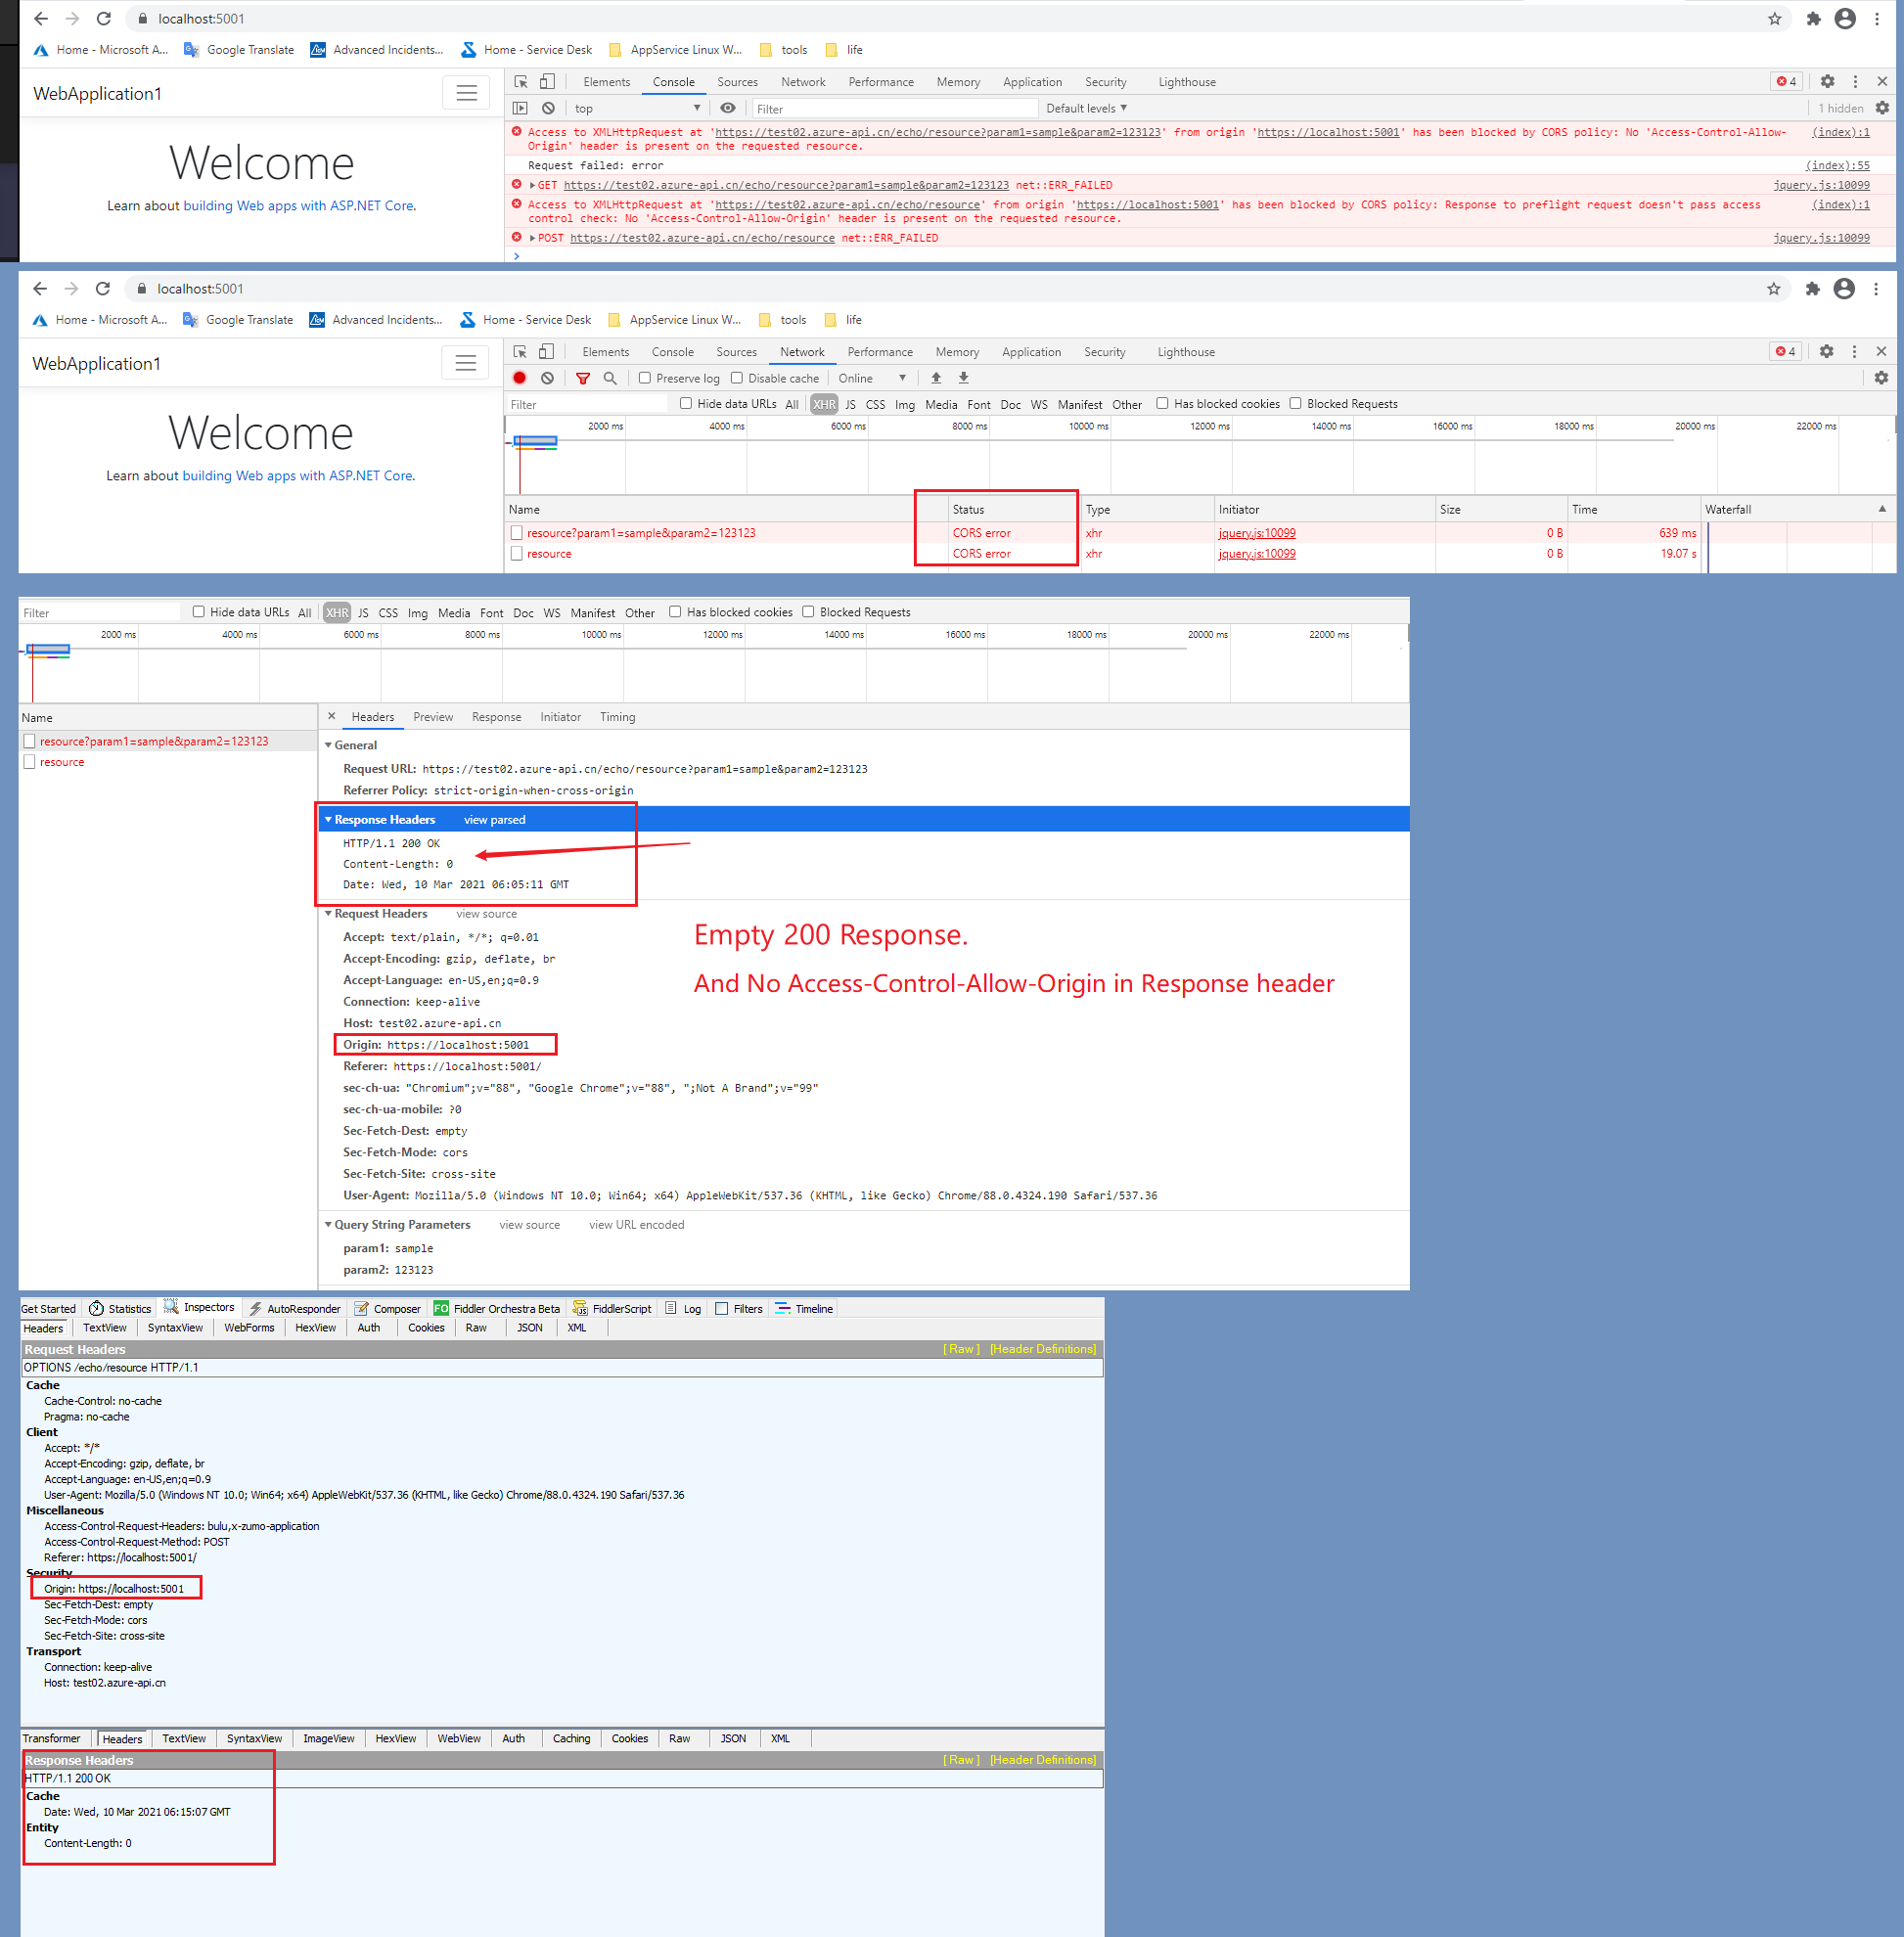 localhost:5001
Home - Microsoft A... Google Translate Advanced Incidents... Home - Service Desk AppService Linux W... tools life
WebApplication1
Welcome
Learn about building Web apps with ASP.NET Core.
Elements Console Sources Network Performance Memory Application Security Lighthouse 4
top Filter Default levels 1 hidden
Access to XMLHttpRequest at 'https://test02.azure-api.cn/echo/resource?param1=sample&param2=123123' from origin 'https://localhost:5001' has been blocked by CORS policy: No 'Access-Control-Allow- (index):1
Origin' header is present on the requested resource.
Request failed: error (index):55
GET https://test02.azure-api.cn/echo/resource?param1=sample&param2=123123 net::ERR_FAILED jquery.js:10099
Access to XMLHttpRequest at 'https://test02.azure-api.cn/echo/resource' from origin 'https://localhost:5001' has been blocked by CORS policy: Response to preflight request doesn't pass access (index):1
control check: No 'Access-Control-Allow-Origin' header is present on the requested resource.
POST https://test02.azure-api.cn/echo/resource net::ERR_FAILED jquery.js:10099
localhost:5001
Home - Microsoft A... Google Translate Advanced Incidents... Home - Service Desk AppService Linux W... tools life
WebApplication1
Welcome
Learn about building Web apps with ASP.NET Core.
Elements Console Sources Network Performance Memory Application Security Lighthouse 4
Preserve log Disable cache Online
Filter Hide data URLs All XHR JS CSS Img Media Font Doc WS Manifest Other Has blocked cookies Blocked Requests
2000 ms 4000 ms 6000 ms 8000 ms 10000 ms 12000 ms 14000 ms 16000 ms 18000 ms 20000 ms 22000 ms
Name Status Type Initiator Size Time Waterfall
resource?param1=sample&param2=123123 CORS error xhr jquery.js:10099 0 B 639 ms
resource CORS error xhr jquery.js:10099 0 B 19.07 s
Filter Hide data URLs All XHR JS CSS Img Media Font Doc WS Manifest Other Has blocked cookies Blocked Requests
2000 ms 4000 ms 6000 ms 8000 ms 10000 ms 12000 ms 14000 ms 16000 ms 18000 ms 20000 ms 22000 ms
Name
resource?param1=sample&param2=123123
resource
Headers Preview Response Initiator Timing
General
Request URL: https://test02.azure-api.cn/echo/resource?param1=sample&param2=123123
Referrer Policy: strict-origin-when-cross-origin
Response Headers view parsed
HTTP/1.1 200 OK
Content-Length: 0
Date: Wed, 10 Mar 2021 06:05:11 GMT
Request Headers view source
Accept: text/plain, */*; q=0.01
Accept-Encoding: gzip, deflate, br
Accept-Language: en-US,en;q=0.9
Connection: keep-alive
Host: test02.azure-api.cn
Origin: https://localhost:5001
Referer: https://localhost:5001/
sec-ch-ua: "Chromium";v="88", "Google Chrome";v="88", ";Not A Brand";v="99"
sec-ch-ua-mobile: ?0
Sec-Fetch-Dest: empty
Sec-Fetch-Mode: cors
Sec-Fetch-Site: cross-site
User-Agent: Mozilla/5.0 (Windows NT 10.0; Win64; x64) AppleWebKit/537.36 (KHTML, like Gecko) Chrome/88.0.4324.190 Safari/537.36
Query String Parameters view source view URL encoded
param1: sample
param2: 123123
Empty 200 Response.
And No Access-Control-Allow-Origin in Response header
Get Started Statistics Inspectors AutoResponder Composer FO Fiddler Orchestra Beta FiddlerScript Log Filters Timeline
Headers TextView SyntaxView WebForms HexView Auth Cookies Raw JSON XML
Request Headers [ Raw ] [Header Definitions]
OPTIONS /echo/resource HTTP/1.1
Cache
Cache-Control: no-cache
Pragma: no-cache
Client
Accept: */*
Accept-Encoding: gzip, deflate, br
Accept-Language: en-US,en;q=0.9
User-Agent: Mozilla/5.0 (Windows NT 10.0; Win64; x64) AppleWebKit/537.36 (KHTML, like Gecko) Chrome/88.0.4324.190 Safari/537.36
Miscellaneous
Access-Control-Request-Headers: bulu,x-zumo-application
Access-Control-Request-Method: POST
Referer: https://localhost:5001/
Security
Origin: https://localhost:5001
Sec-Fetch-Dest: empty
Sec-Fetch-Mode: cors
Sec-Fetch-Site: cross-site
Transport
Connection: keep-alive
Host: test02.azure-api.cn
Transformer Headers TextView SyntaxView ImageView HexView WebView Auth Caching Cookies Raw JSON XML
Response Headers [ Raw ] [Header Definitions]
HTTP/1.1 200 OK
Cache
Date: Wed, 10 Mar 2021 06:15:07 GMT
Entity
Content-Length: 0